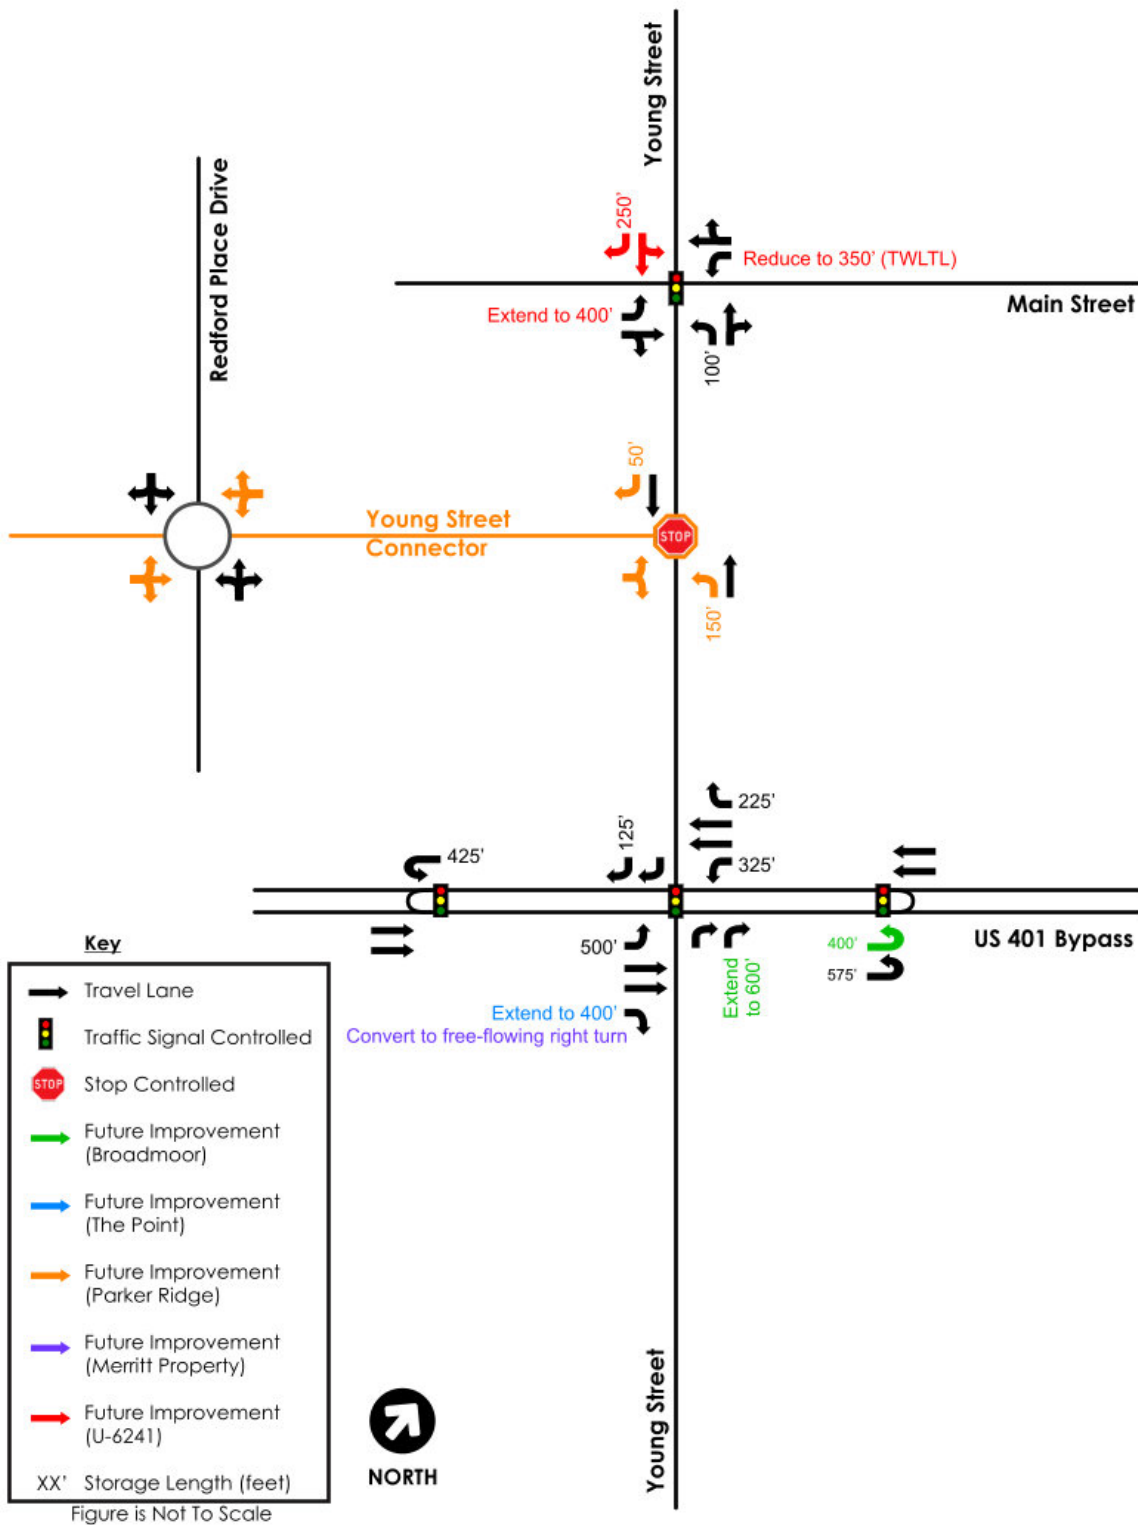 Young Street
Redford Place Drive
250'
Reduce to 350' (TWLTL)
Main Street
Extend to 400'
100'
50'
Young Street
Connector
STOP
150'
225'
125'
425'
325'
500'
400'
US 401 Bypass
575'
Extend
to 600'
Extend to 400'
Convert to free-flowing right turn
Key
Travel Lane
Traffic Signal Controlled
STOP
Stop Controlled
Future Improvement
(Broadmoor)
Future Improvement
(The Point)
Future Improvement
(Parker Ridge)
Future Improvement
(Merritt Property)
Future Improvement
(U-6241)
XX' Storage Length (feet)
Figure is Not To Scale
NORTH
Young Street